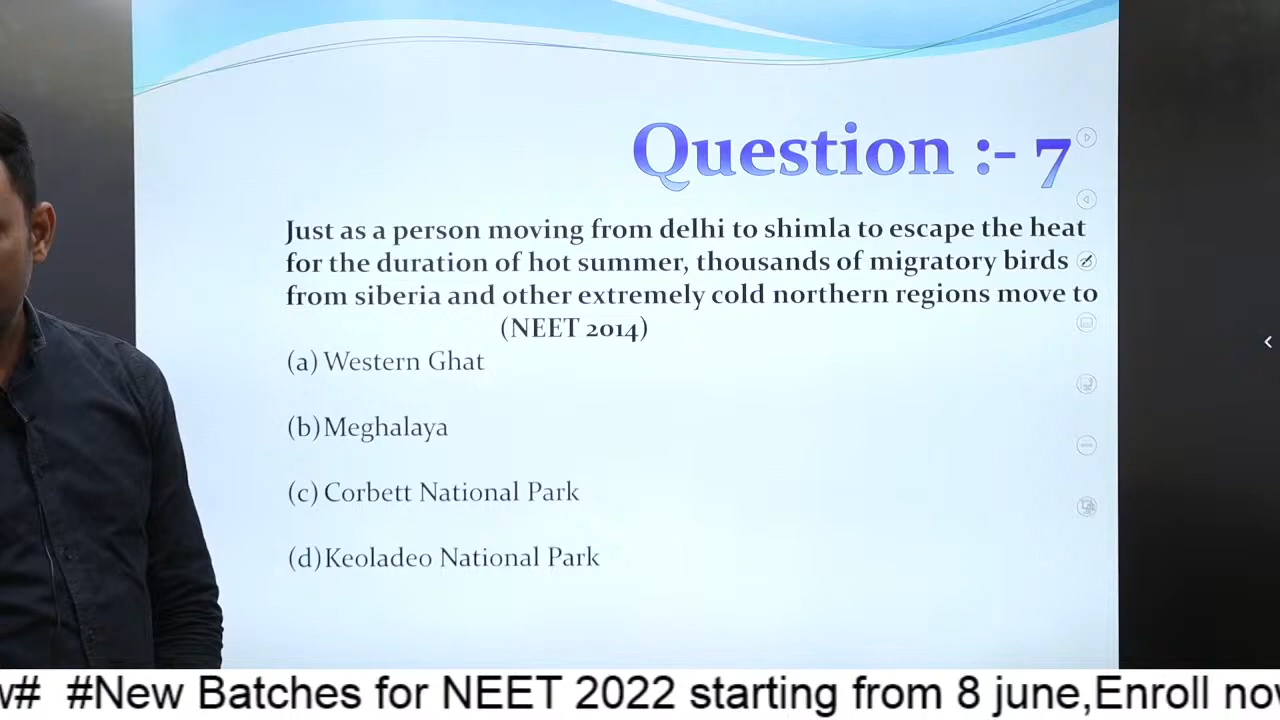 Question :- 7
Just as a person moving from delhi to shimla to escape the heat
for the duration of hot summer, thousands of migratory birds
from siberia and other extremely cold northern regions move to
(NEET 2014)
(a) Western Ghat
(b) Meghalaya
(c) Corbett National Park
(d) Keoladeo National Park
# #New Batches for NEET 2022 starting from 8 june,Enroll